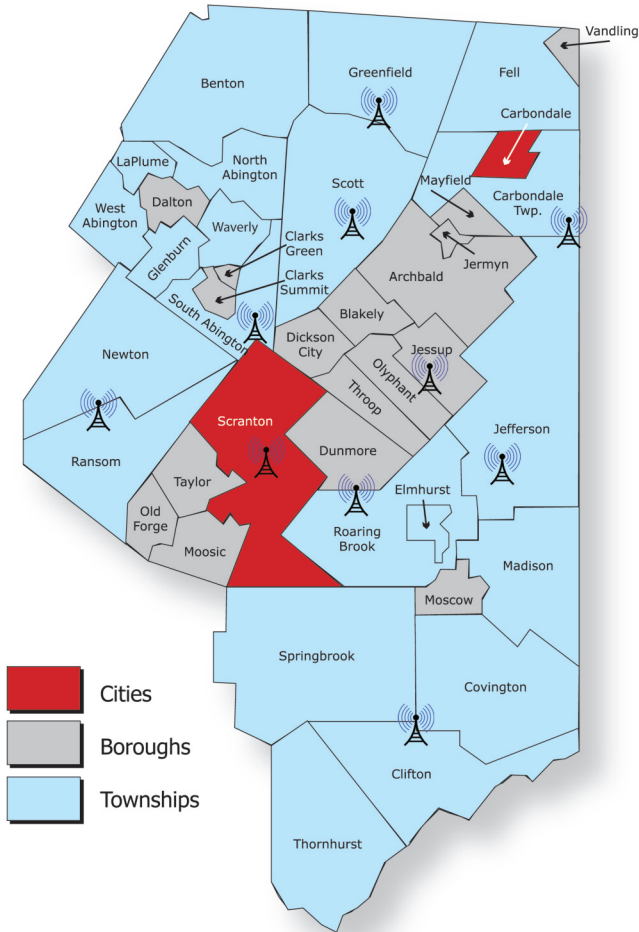 Vandling
Benton
Greenfield
Fell
Carbondale
LaPlume
North
Abington
Scott
Mayfield
Carbondale
Twp.
West
Abington
Dalton
Waverly
Glenburn
Clarks
Green
Clarks
Summit
Jermyn
Archbald
South Abington
Blakely
Dickson
City
Newton
Jessup
Olyphant
Throop
Scranton
Jefferson
Dunmore
Ransom
Taylor
Elmhurst
Old
Forge
Roaring
Brook
Moosic
Madison
Moscow
Springbrook
Covington
Cities
Boroughs
Townships
Clifton
Thornhurst